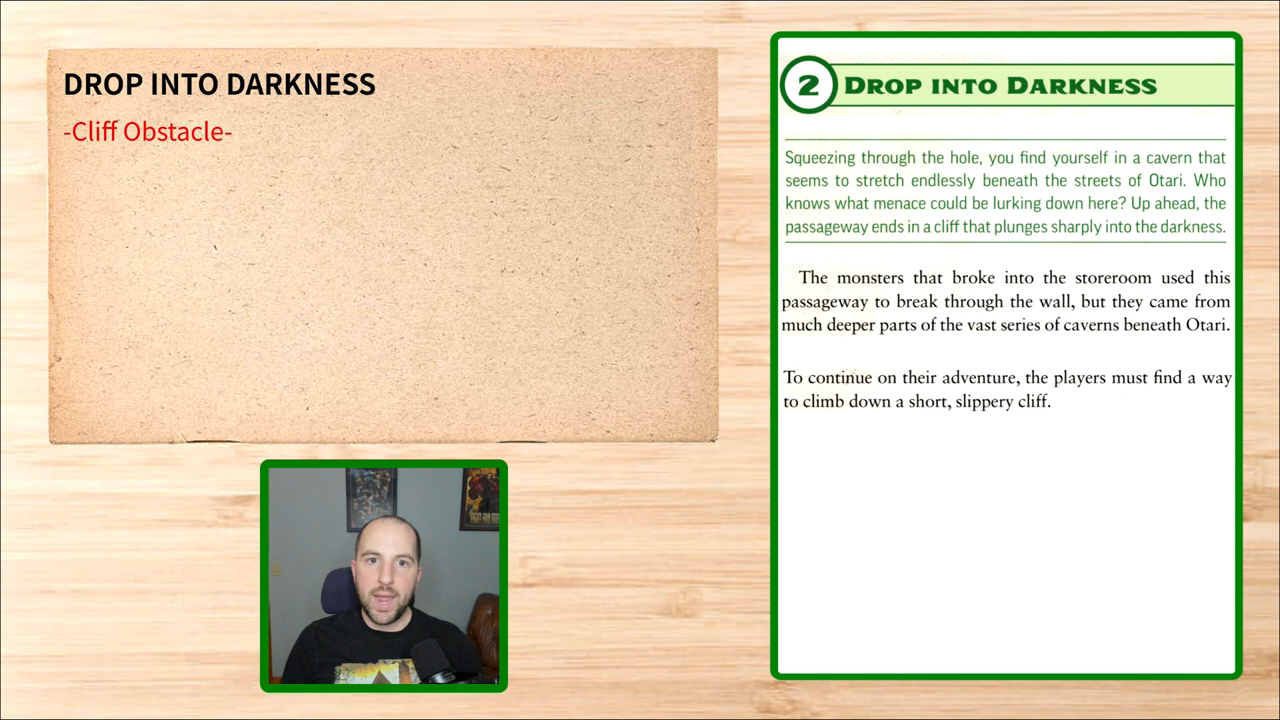 DROP INTO DARKNESS
-Cliff Obstacle-
2 DROP INTO DARKNESS
Squeezing through the hole, you find yourself in a cavern that
seems to stretch endlessly beneath the streets of Otari. Who
knows what menace could be lurking down here? Up ahead, the
passageway ends in a cliff that plunges sharply into the darkness.
The monsters that broke into the storeroom used this
passageway to break through the wall, but they came from
much deeper parts of the vast series of caverns beneath Otari.
To continue on their adventure, the players must find a way
to climb down a short, slippery cliff.